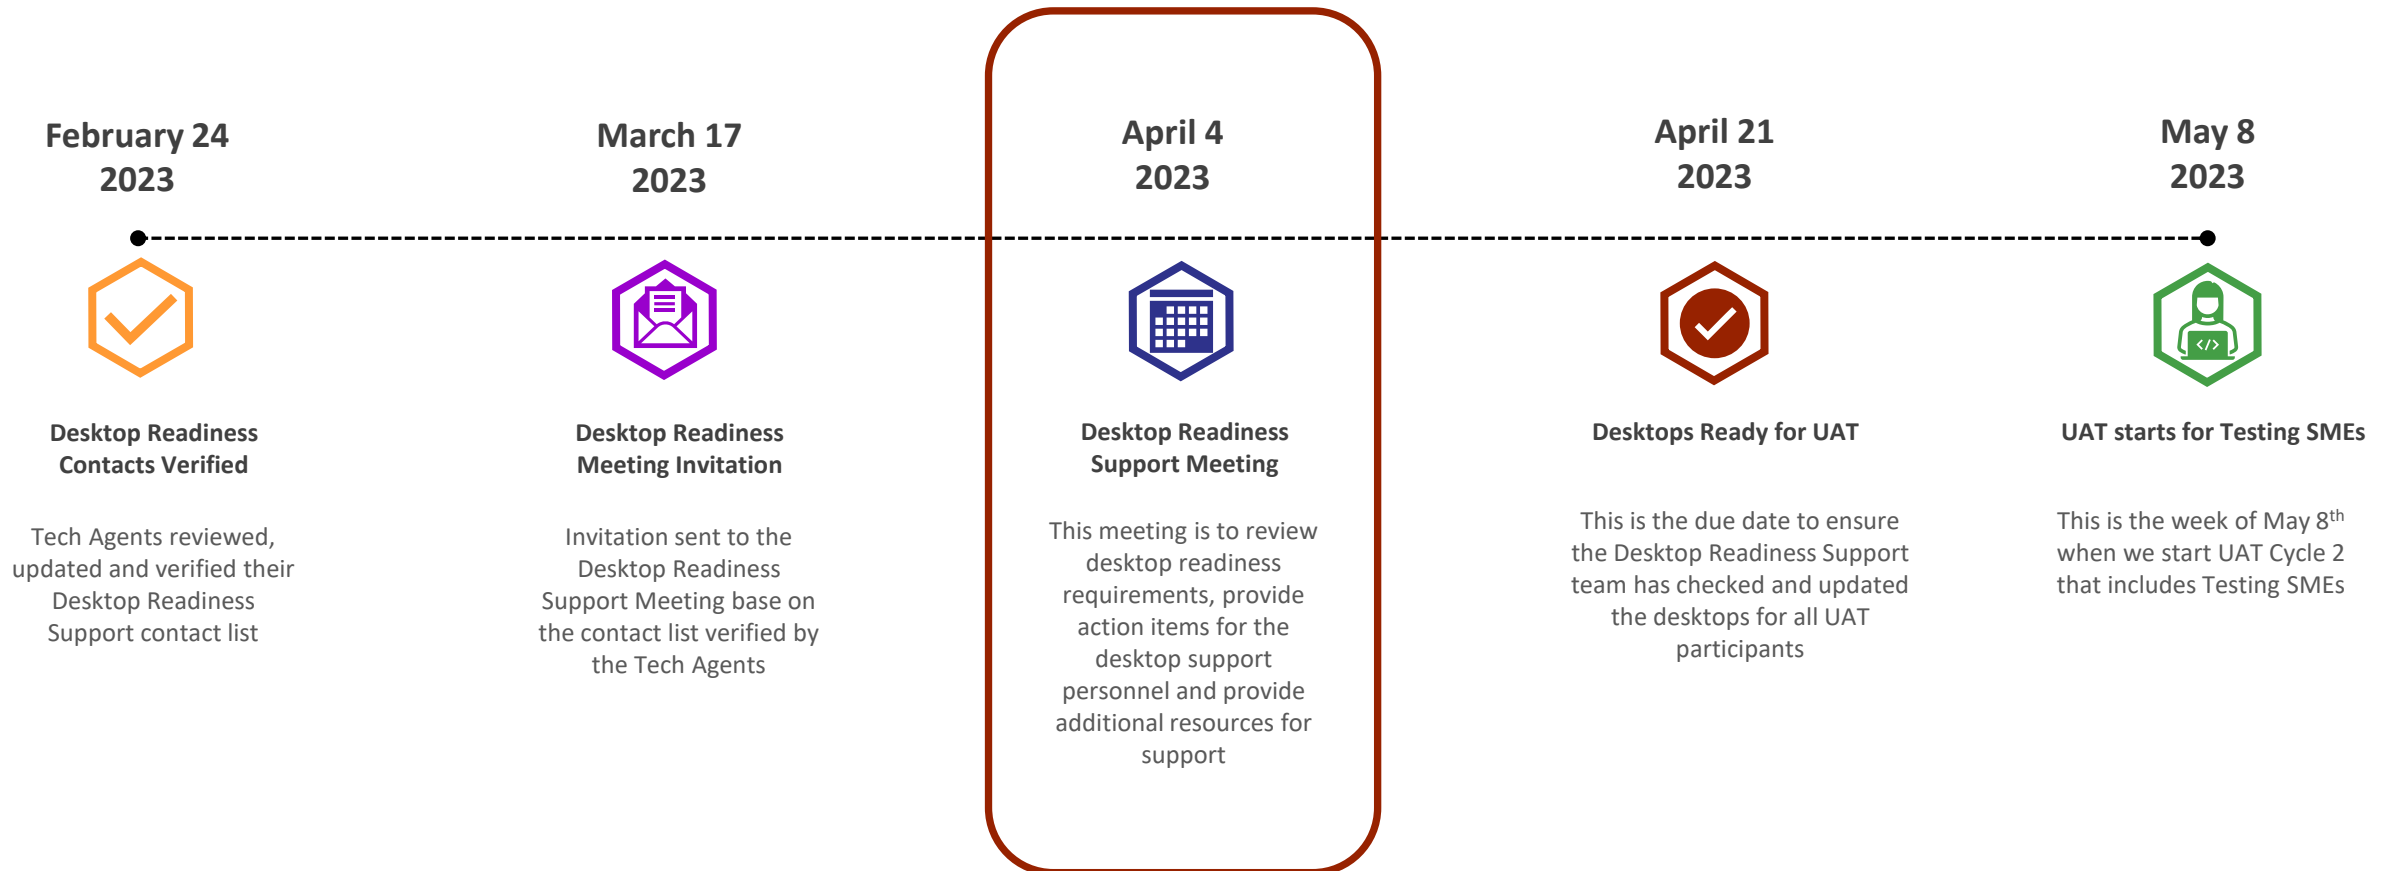 February 24
2023
Desktop Readiness
Contacts Verified
Tech Agents reviewed,
updated and verified their
Desktop Readiness
Support contact list
March 17
2023
Desktop Readiness
Meeting Invitation
Invitation sent to the
Desktop Readiness
Support Meeting base on
the contact list verified by
the Tech Agents
April 4
2023
Desktop Readiness
Support Meeting
This meeting is to review
desktop readiness
requirements, provide
action items for the
desktop support
personnel and provide
additional resources for
support
April 21
2023
Desktops Ready for UAT
This is the due date to ensure
the Desktop Readiness Support
team has checked and updated
the desktops for all UAT
participants
May 8
2023
</>
UAT starts for Testing SMEs
This is the week of May 8th
when we start UAT Cycle 2
that includes Testing SMEs